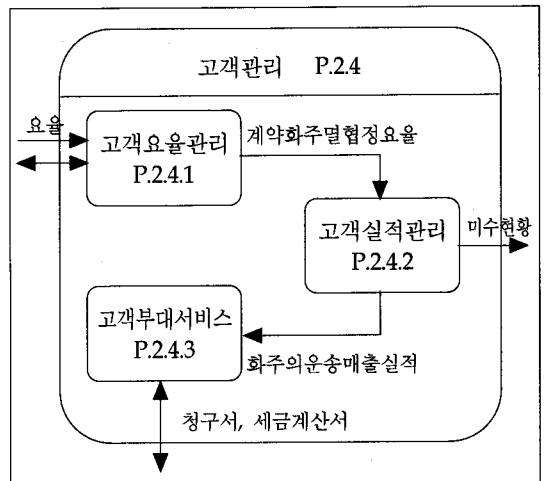 고객관리 P.2.4
요율
고객요율관리
P.2.4.1
계약화주멸협정요율
고객실적관리
P.2.4.2
미수현황
고객부대서비스
P.2.4.3
화주의운송매출실적
청구서, 세금계산서